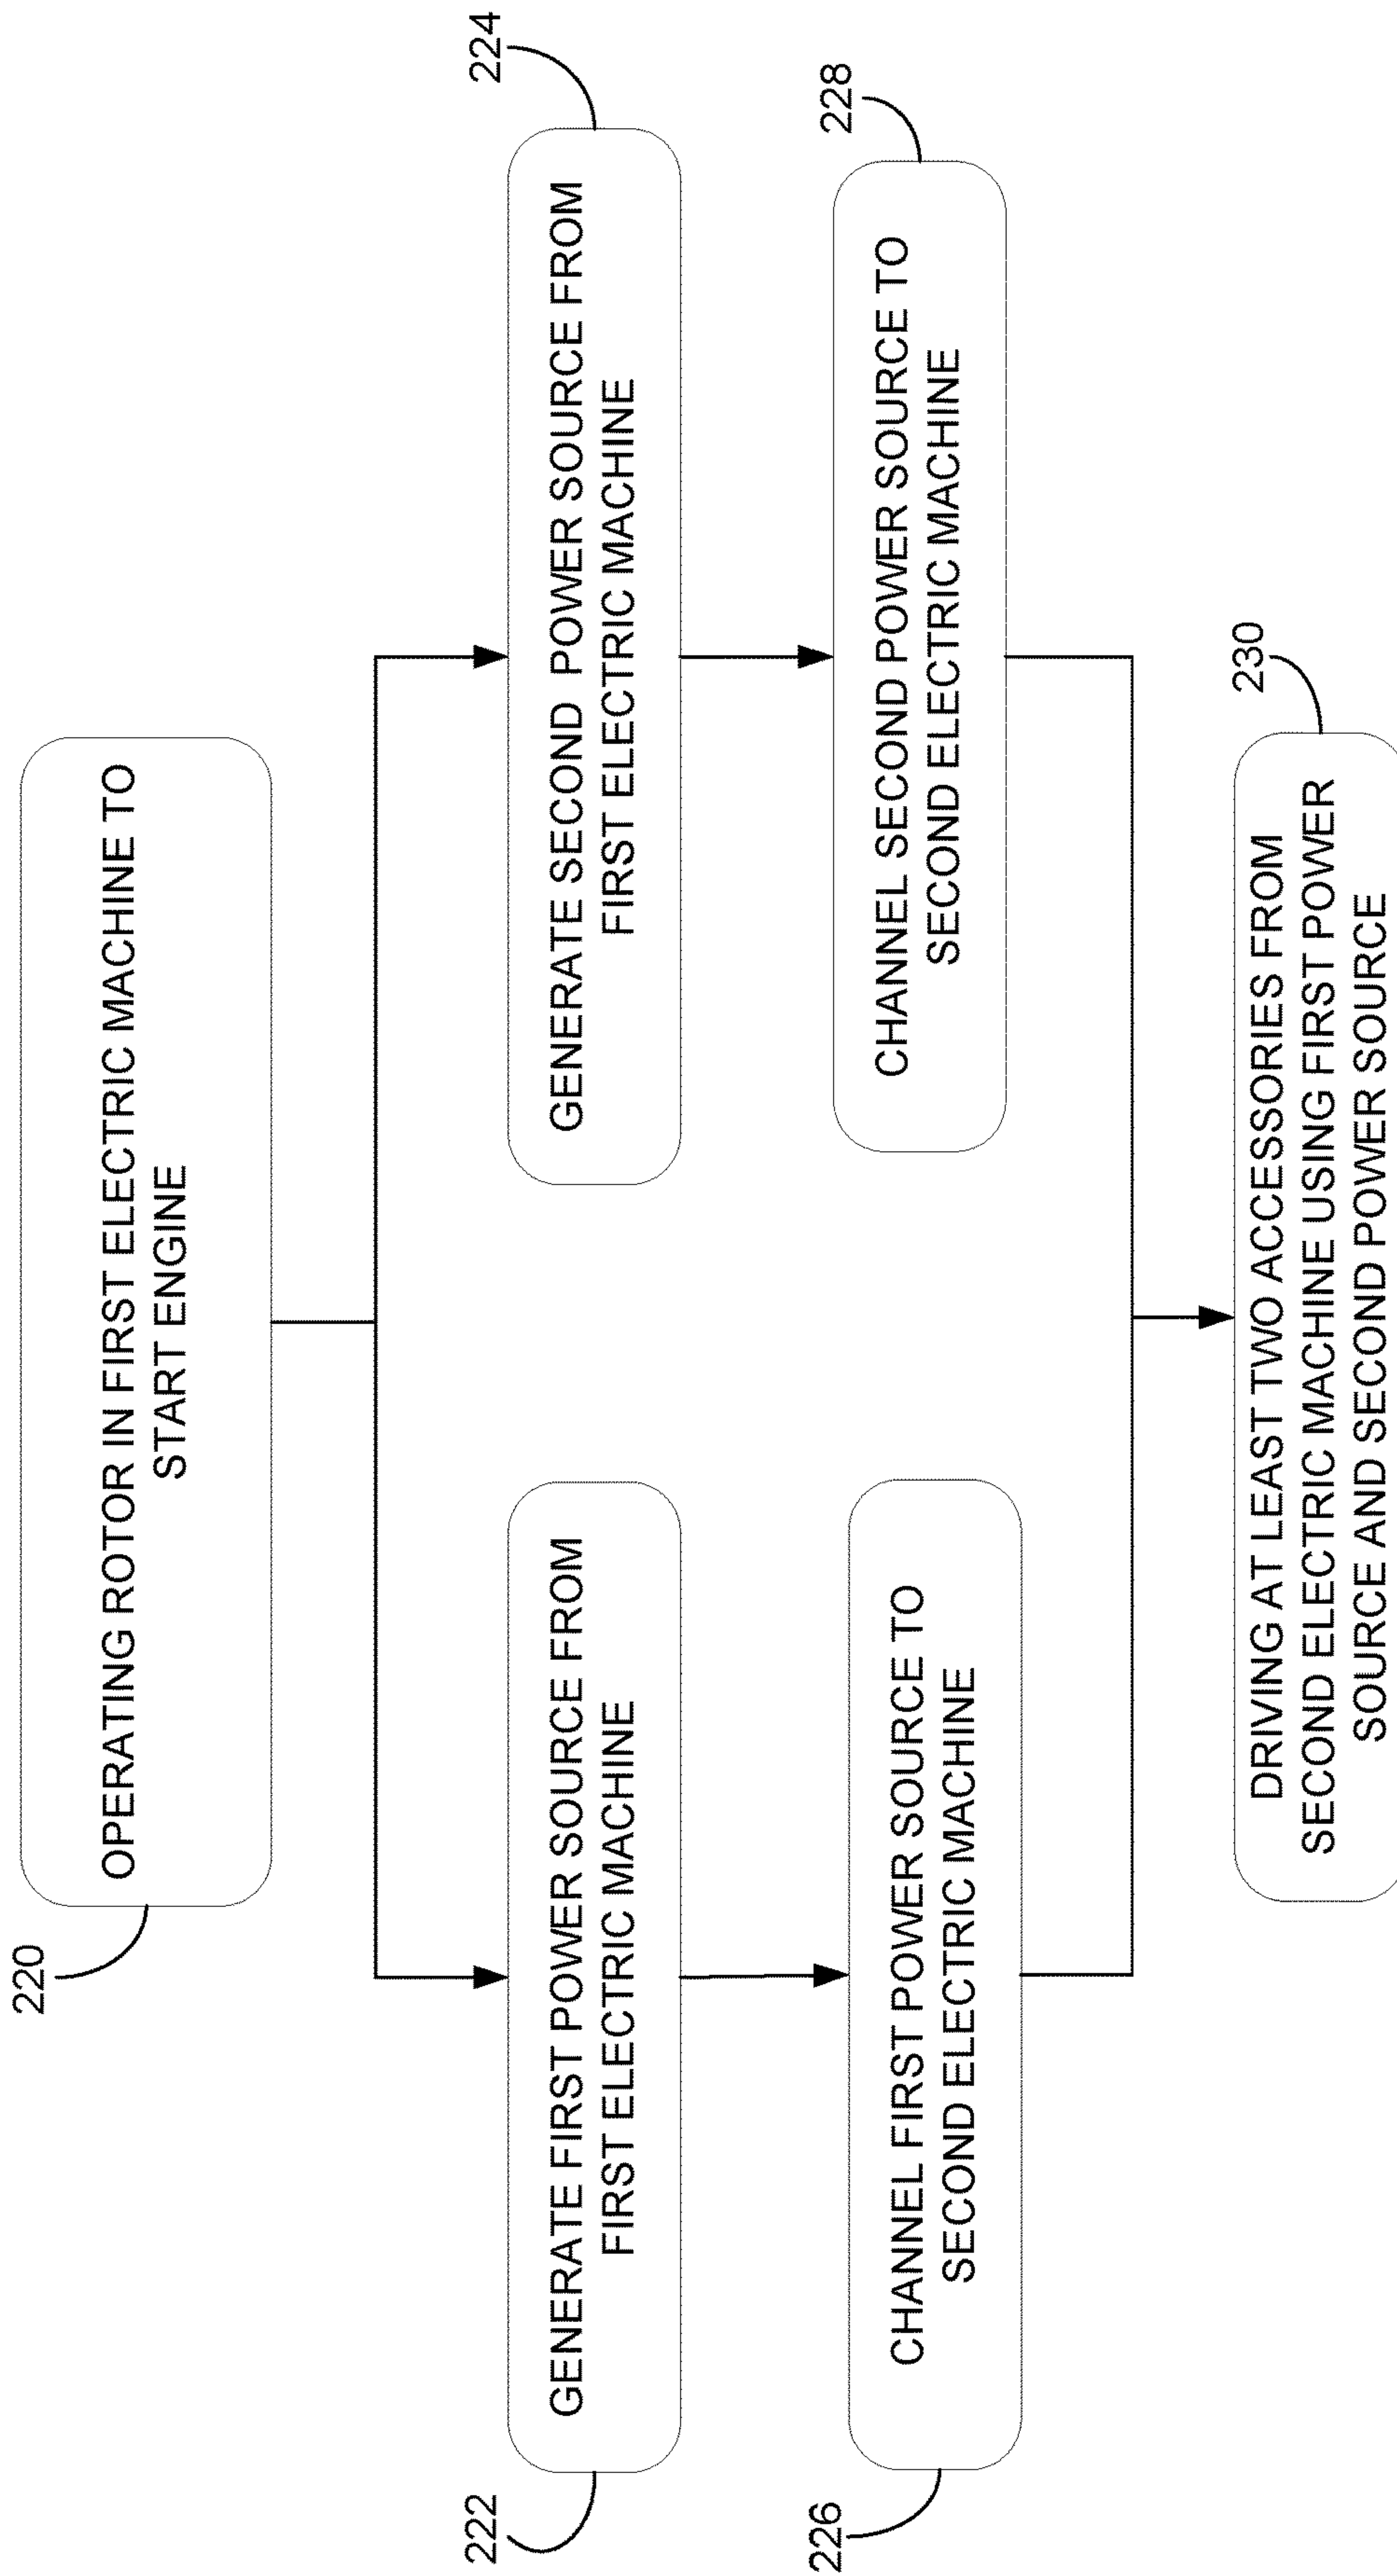 220
OPERATING ROTOR IN FIRST ELECTRIC MACHINE TO
START ENGINE
222
GENERATE FIRST POWER SOURCE FROM
FIRST ELECTRIC MACHINE
224
GENERATE SECOND POWER SOURCE FROM
FIRST ELECTRIC MACHINE
226
CHANNEL FIRST POWER SOURCE TO
SECOND ELECTRIC MACHINE
228
CHANNEL SECOND POWER SOURCE TO
SECOND ELECTRIC MACHINE
230
DRIVING AT LEAST TWO ACCESSORIES FROM
SECOND ELECTRIC MACHINE USING FIRST POWER
SOURCE AND SECOND POWER SOURCE